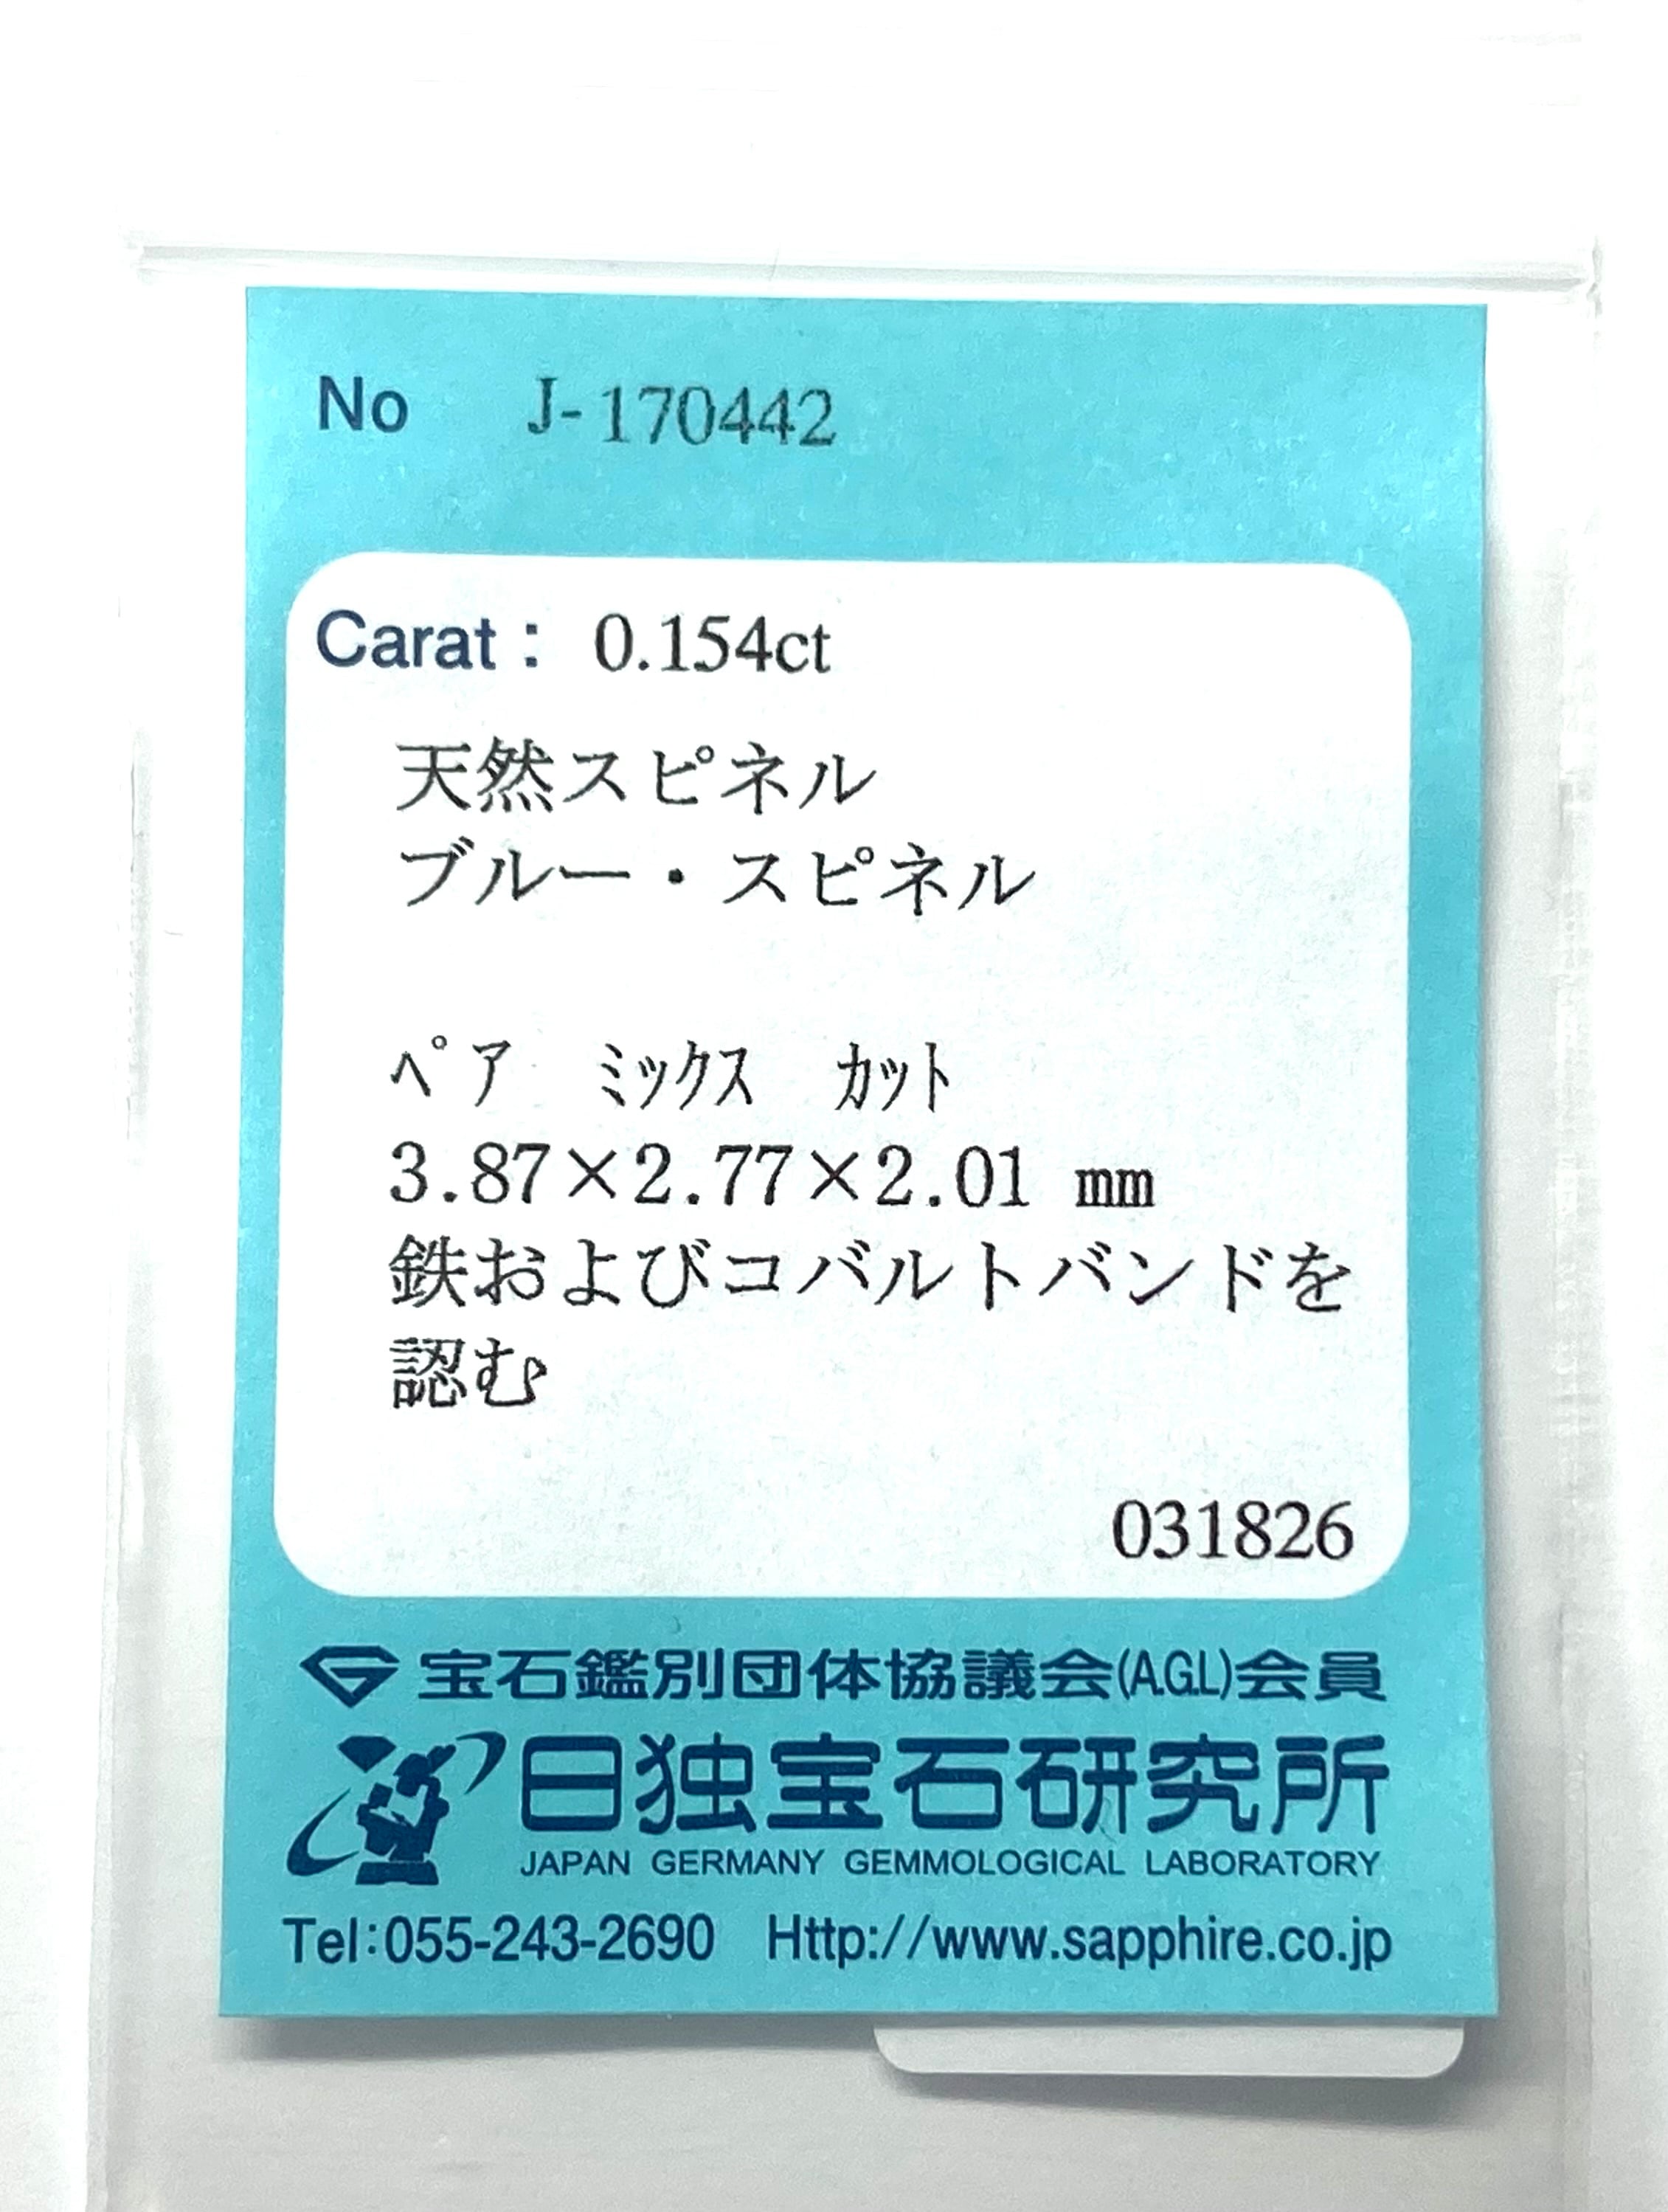 No J-170442
Carat： 0.154ct
天然スピネル
ブルー・スピネル
ﾍﾟｱ ﾐｯｸｽ ｶｯﾄ
3.87×2.77×2.01 mm
鉄およびコバルトバンドを
認む
031826
宝石鑑別団体協議会(A.G.L)会員
日独宝石研究所
JAPAN GERMANY GEMMOLOGICAL LABORATORY
Tel:055-243-2690 Http://www.sapphire.co.jp